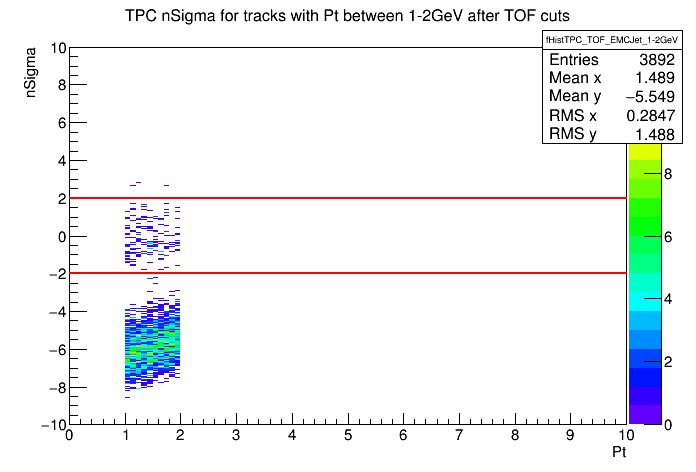 TPC nSigma for tracks with Pt between 1-2GeV after TOF cuts
fHistTPC_TOF_EMCJet_1-2GeV
Entries 3892
Mean x 1.489
Mean y −5.549
RMS x 0.2847
RMS y 1.488
nSigma
10
8
6
4
2
0
−2
−4
−6
−8
−10
0 1 2 3 4 5 6 7 8 9 10
Pt
8
6
4
2
0